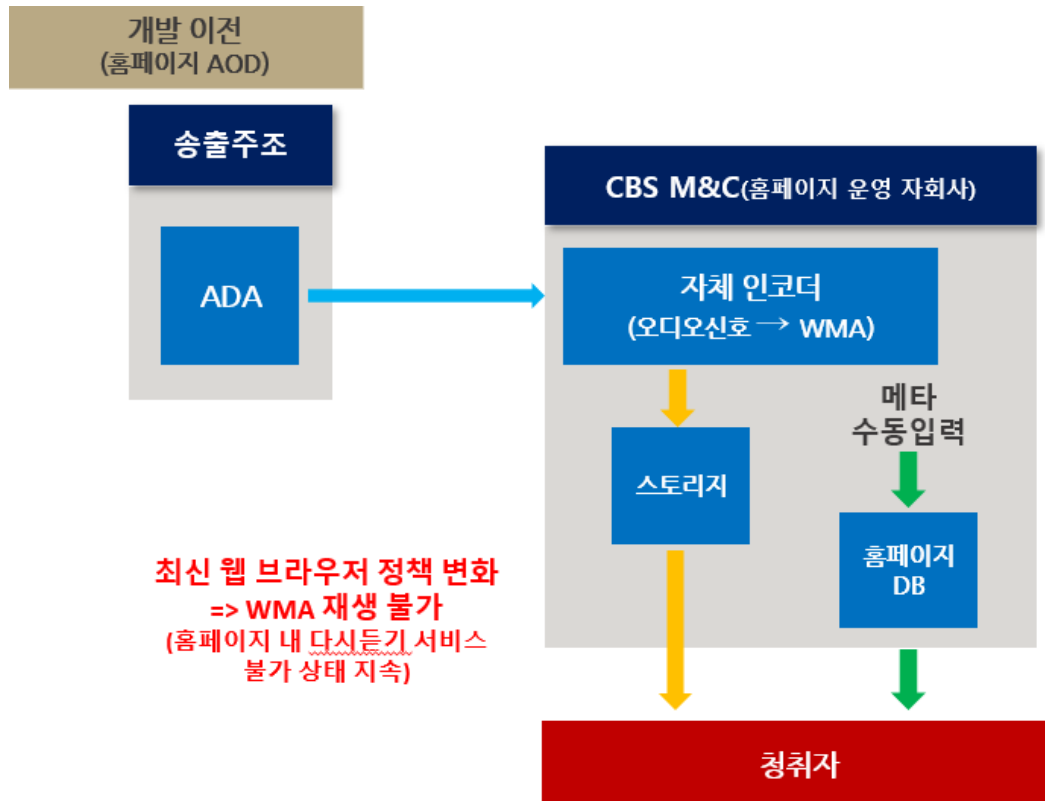 개발 이전
(홈페이지 AOD)
송출주조
ADA
CBS M&C(홈페이지 운영 자회사)
자체 인코더
(오디오신호 → WMA)
메타
수동입력
스토리지
홈페이지
DB
최신 웹 브라우저 정책 변화
=> WMA 재생 불가
(홈페이지 내 다시듣기 서비스
불가 상태 지속)
청취자